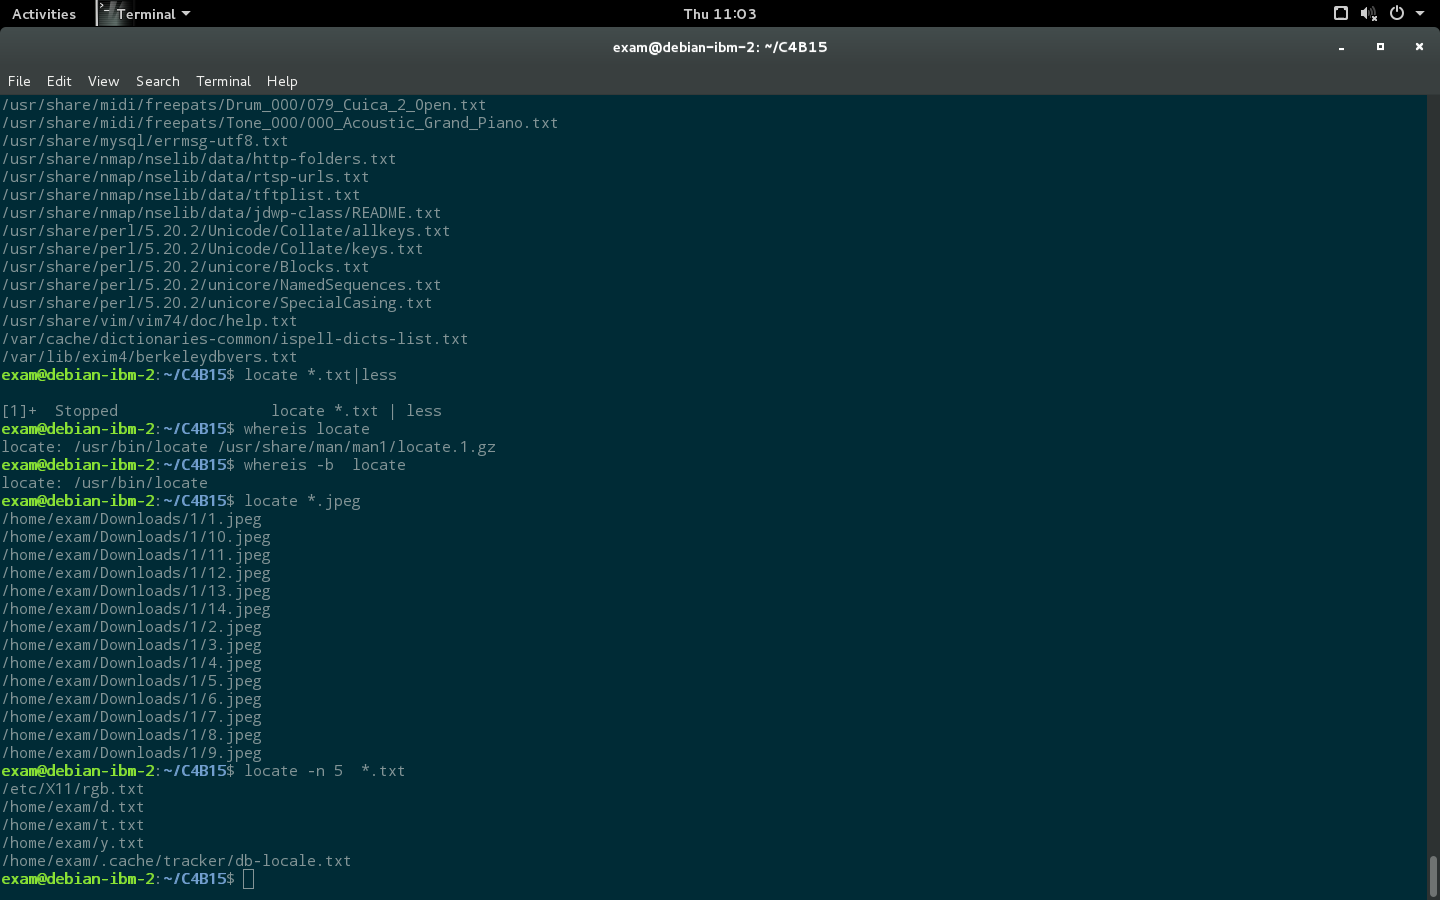 Activities Terminal Thu 11:03
exam@debian-ibm-2: ~/C4B15
File Edit View Search Terminal Help
/usr/share/midi/freepats/Drum_000/079_Cuica_2_Open.txt
/usr/share/midi/freepats/Tone_000/000_Acoustic_Grand_Piano.txt
/usr/share/mysql/errmsg-utf8.txt
/usr/share/nmap/nselib/data/http-folders.txt
/usr/share/nmap/nselib/data/rtsp-urls.txt
/usr/share/nmap/nselib/data/tftplist.txt
/usr/share/nmap/nselib/data/jdwp-class/README.txt
/usr/share/perl/5.20.2/Unicode/Collate/allkeys.txt
/usr/share/perl/5.20.2/Unicode/Collate/keys.txt
/usr/share/perl/5.20.2/unicore/Blocks.txt
/usr/share/perl/5.20.2/unicore/NamedSequences.txt
/usr/share/perl/5.20.2/unicore/SpecialCasing.txt
/usr/share/vim/vim74/doc/help.txt
/var/cache/dictionaries-common/ispell-dicts-list.txt
/var/lib/exim4/berkeleydbvers.txt
exam@debian-ibm-2:~/C4B15$ locate *.txt|less
[1]+  Stopped                 locate *.txt | less
exam@debian-ibm-2:~/C4B15$ whereis locate
locate: /usr/bin/locate /usr/share/man/man1/locate.1.gz
exam@debian-ibm-2:~/C4B15$ whereis -b  locate
locate: /usr/bin/locate
exam@debian-ibm-2:~/C4B15$ locate *.jpeg
/home/exam/Downloads/1/1.jpeg
/home/exam/Downloads/1/10.jpeg
/home/exam/Downloads/1/11.jpeg
/home/exam/Downloads/1/12.jpeg
/home/exam/Downloads/1/13.jpeg
/home/exam/Downloads/1/14.jpeg
/home/exam/Downloads/1/2.jpeg
/home/exam/Downloads/1/3.jpeg
/home/exam/Downloads/1/4.jpeg
/home/exam/Downloads/1/5.jpeg
/home/exam/Downloads/1/6.jpeg
/home/exam/Downloads/1/7.jpeg
/home/exam/Downloads/1/8.jpeg
/home/exam/Downloads/1/9.jpeg
exam@debian-ibm-2:~/C4B15$ locate -n 5  *.txt
/etc/X11/rgb.txt
/home/exam/d.txt
/home/exam/t.txt
/home/exam/y.txt
/home/exam/.cache/tracker/db-locale.txt
exam@debian-ibm-2:~/C4B15$